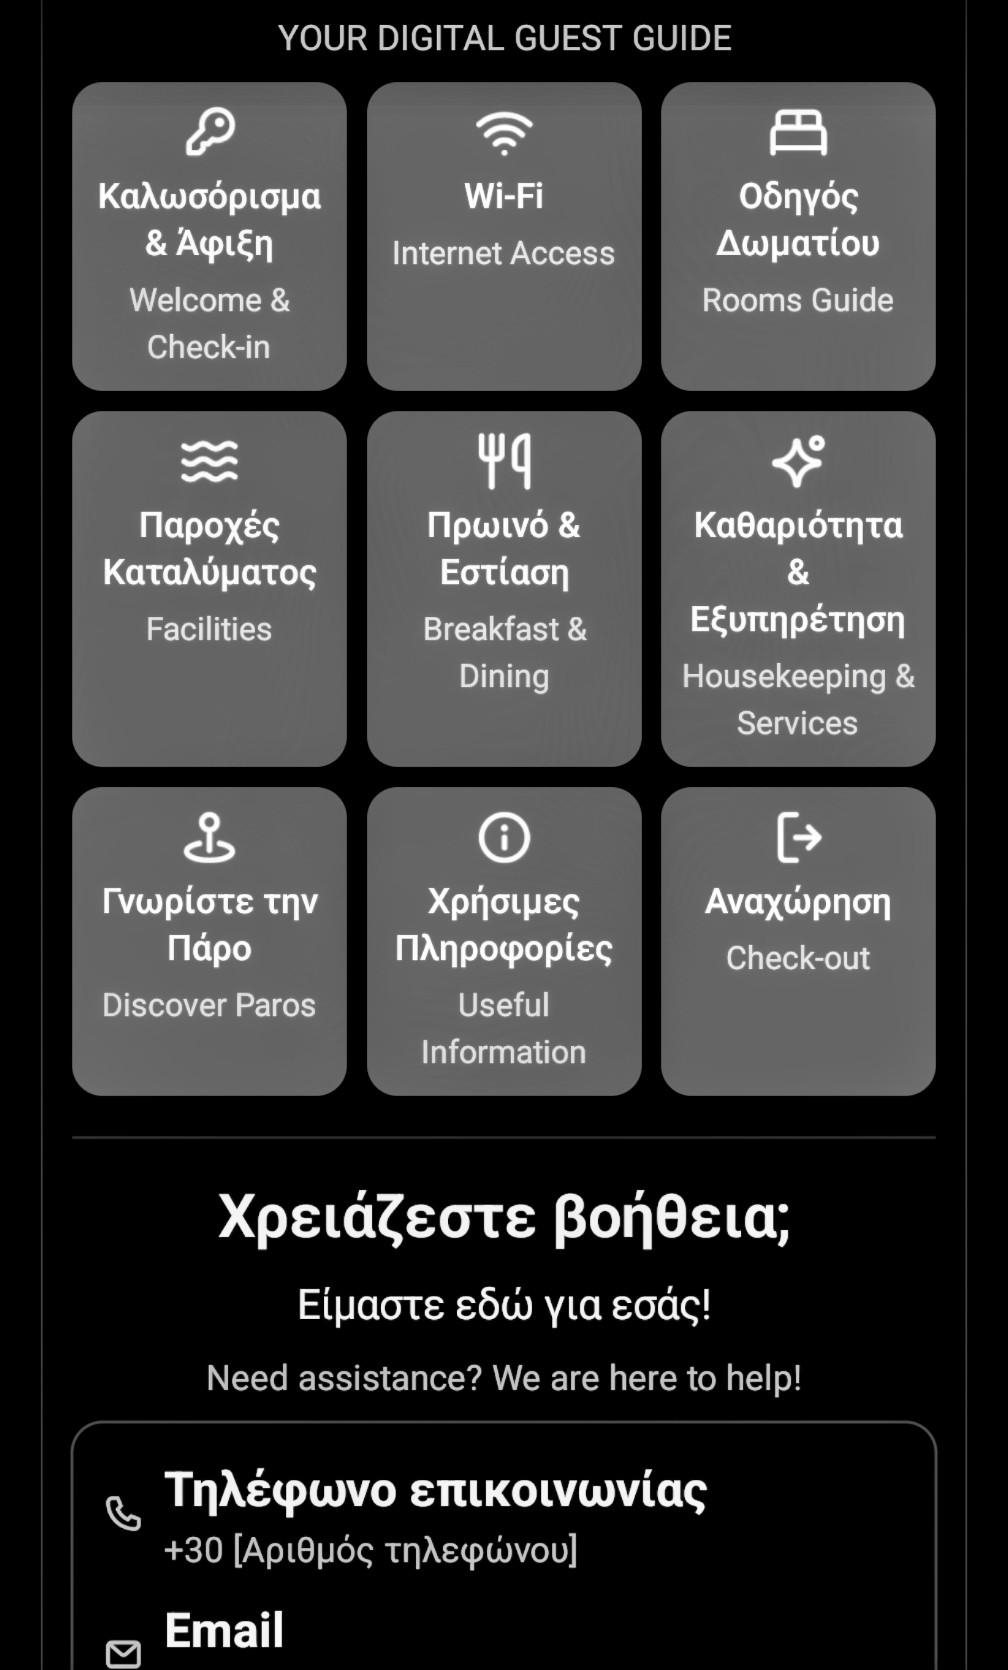 YOUR DIGITAL GUEST GUIDE
Καλωσόρισμα
& Άφιξη
Welcome &
Check-in
Wi-Fi
Internet Access
Οδηγός
Δωματίου
Rooms Guide
Παροχές
Καταλύματος
Facilities
Πρωινό &
Εστίαση
Breakfast &
Dining
Καθαριότητα
&
Εξυπηρέτηση
Housekeeping &
Services
Γνωρίστε την
Πάρο
Discover Paros
Χρήσιμες
Πληροφορίες
Useful
Information
Αναχώρηση
Check-out
Χρειάζεστε βοήθεια;
Είμαστε εδώ για εσάς!
Need assistance? We are here to help!
Τηλέφωνο επικοινωνίας
+30 [Αριθμός τηλεφώνου]
Email